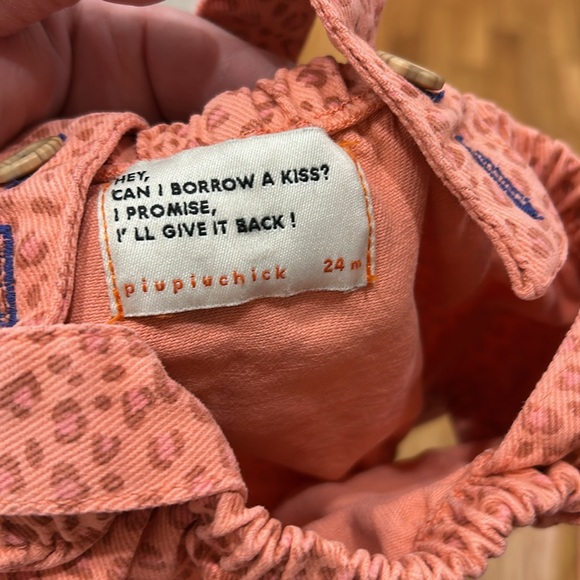 HEY,
CAN I BORROW A KISS?
I PROMISE,
I' LL GIVE IT BACK !
piupiuchick 24 m